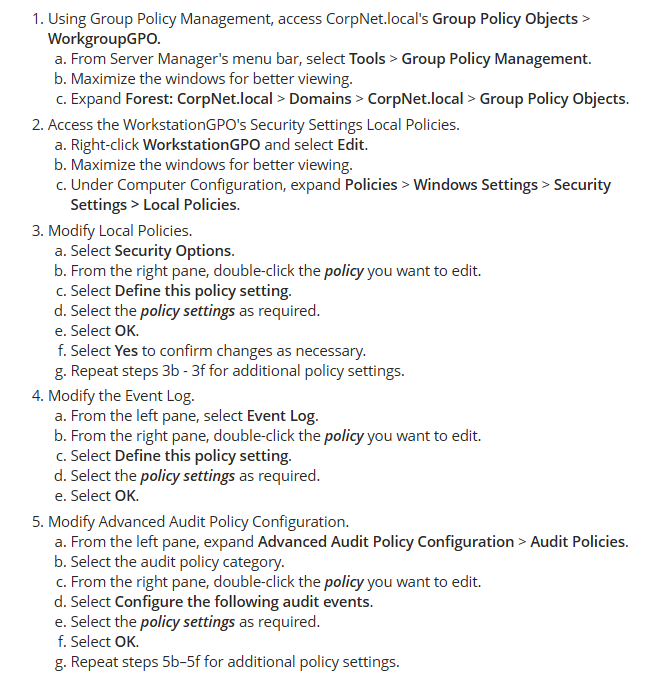 1. Using Group Policy Management, access CorpNet.local's Group Policy Objects >
WorkgroupGPO.
a. From Server Manager's menu bar, select Tools > Group Policy Management.
b. Maximize the windows for better viewing.
c. Expand Forest: CorpNet.local > Domains > CorpNet.local > Group Policy Objects.
2. Access the WorkstationGPO's Security Settings Local Policies.
a. Right-click WorkstationGPO and select Edit.
b. Maximize the windows for better viewing.
c. Under Computer Configuration, expand Policies > Windows Settings > Security
Settings > Local Policies.
3. Modify Local Policies.
a. Select Security Options.
b. From the right pane, double-click the policy you want to edit.
c. Select Define this policy setting.
d. Select the policy settings as required.
e. Select OK.
f. Select Yes to confirm changes as necessary.
g. Repeat steps 3b - 3f for additional policy settings.
4. Modify the Event Log.
a. From the left pane, select Event Log.
b. From the right pane, double-click the policy you want to edit.
c. Select Define this policy setting.
d. Select the policy settings as required.
e. Select OK.
5. Modify Advanced Audit Policy Configuration.
a. From the left pane, expand Advanced Audit Policy Configuration > Audit Policies.
b. Select the audit policy category.
c. From the right pane, double-click the policy you want to edit.
d. Select Configure the following audit events.
e. Select the policy settings as required.
f. Select OK.
g. Repeat steps 5b–5f for additional policy settings.